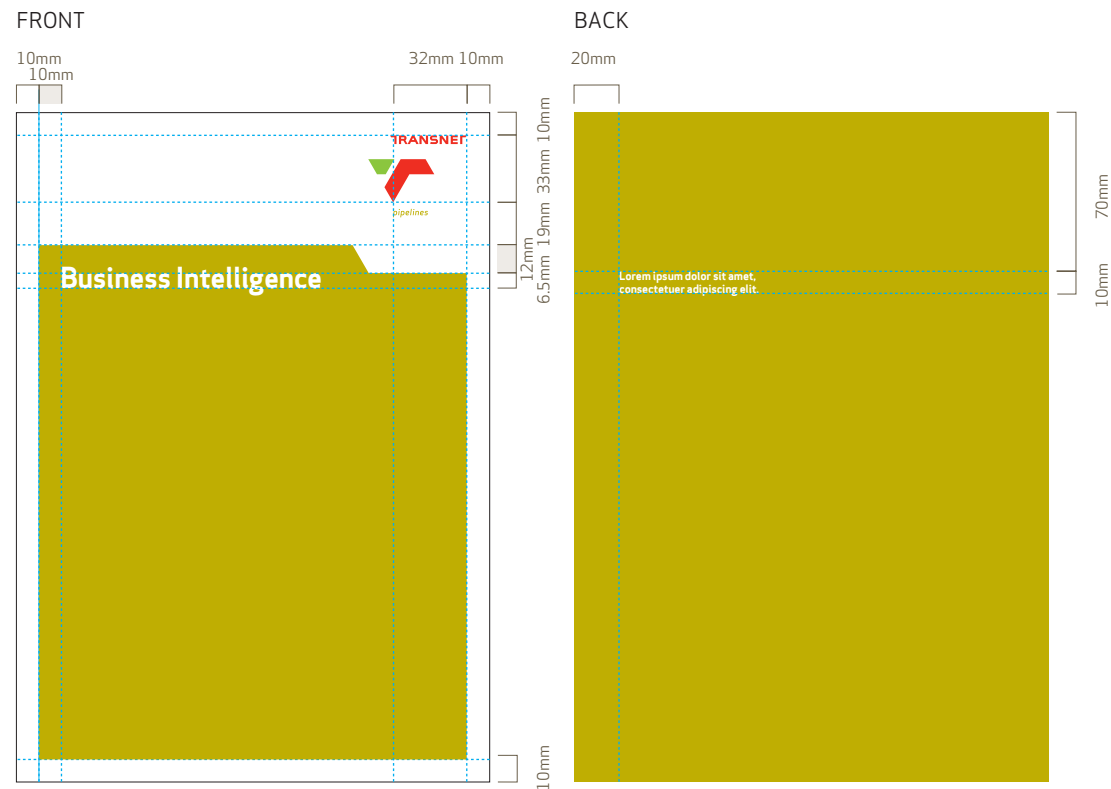 FRONT
BACK
10mm
10mm
32mm 10mm
20mm
TRANSNET
pipelines
10mm
33mm
19mm
12mm
6.5mm
Business Intelligence
10mm
70mm
10mm
Lorem ipsum dolor sit amet,
consectetuer adipiscing elit.